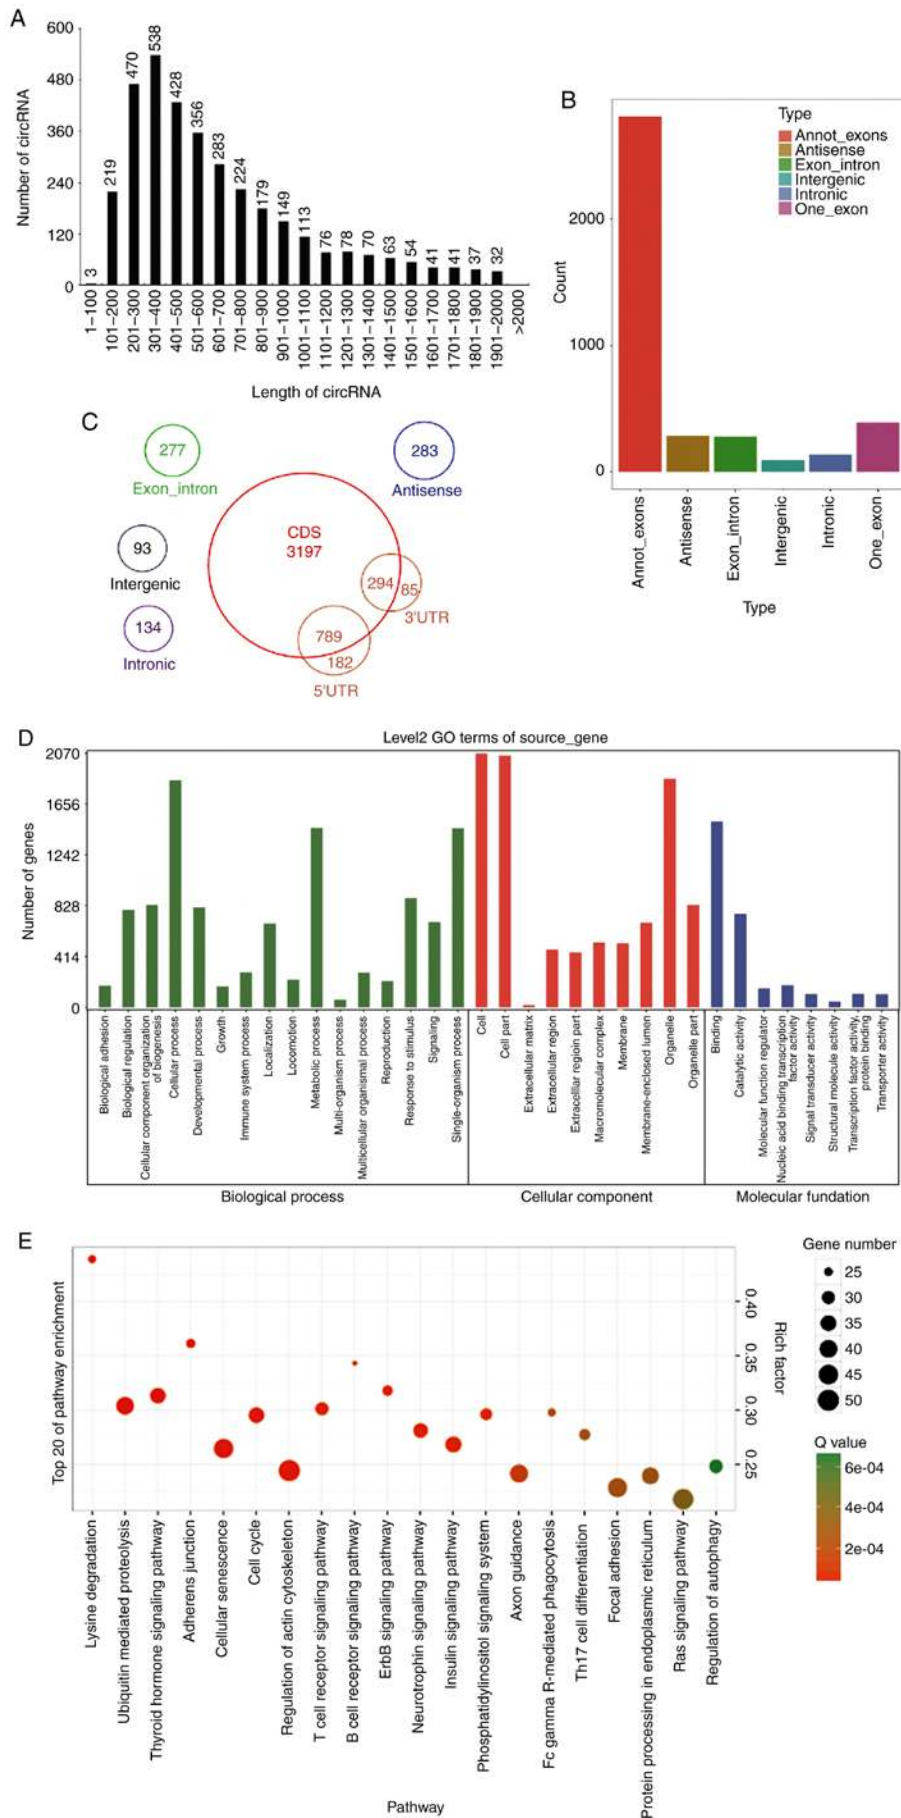 A
Number of circRNA
600
480
360
240
120
0
3
219
470
538
428
356
283
224
179
149
113
76
78
70
63
54
41
41
37
32
1–100
101–200
201–300
301–400
401–500
501–600
601–700
701–800
801–900
901–1000
1001–1100
1101–1200
1201–1300
1301–1400
1401–1500
1501–1600
1601–1700
1701–1800
1801–1900
1901–2000
>2000
Length of circRNA
B
Count
2000
1000
0
Type
Annot_exons
Antisense
Exon_intron
Intergenic
Intronic
One_exon
Annot_exons
Antisense
Exon_intron
Intergenic
Intronic
One_exon
Type
C
277
Exon_intron
283
Antisense
CDS
3197
93
Intergenic
294
85
3'UTR
134
Intronic
789
182
5'UTR
D
Level2 GO terms of source_gene
Number of genes
2070
1656
1242
828
414
0
Biological adhesion
Biological regulation
Cellular component organization
of biogenesis
Cellular process
Developmental process
Growth
Immune system process
Localization
Locomotion
Metabolic process
Multi-organism process
Multicellular organismal process
Reproduction
Response to stimulus
Signaling
Single-organism process
Cell
Cell part
Extracellular matrix
Extracellular region
Extracelliar regioin part
Macromolecular complex
Membrane
Membrane-enclosed lumen
Organelle
Organelle part
Binding
Catalytic activity
Molecular function regulator
Nucleic acid binding transcription
factor activity
Signal transducer activity
Structural molecule activity
Transcription factor activity,
protein binding
Transporter activity
Biological process
Cellular component
Molecular fundation
E
Top 20 of pathway enrichment
0.40
0.35
0.30
0.25
Rich factor
Gene number
25
30
35
40
45
50
Q value
6e-04
4e-04
2e-04
Lysine degradation
Ubiquitin mediated proteolysis
Thyroid hormone signaling pathway
Adherens junction
Cellular senescence
Cell cycle
Regulation of actin cytoskeleton
T cell receptor signaling pathway
B cell receptor signaling pathway
ErbB signaling pathway
Neurotrophin signaling pathway
Insulin signaling pathway
Phosphatidylinositol signaling system
Axon guidance
Fc gamma R-mediated phagocytosis
Th17 cell differentiation
Focal adhesion
Protein processing in endoplasmic reticulum
Ras signaling pathway
Regulation of autophagy
Pathway